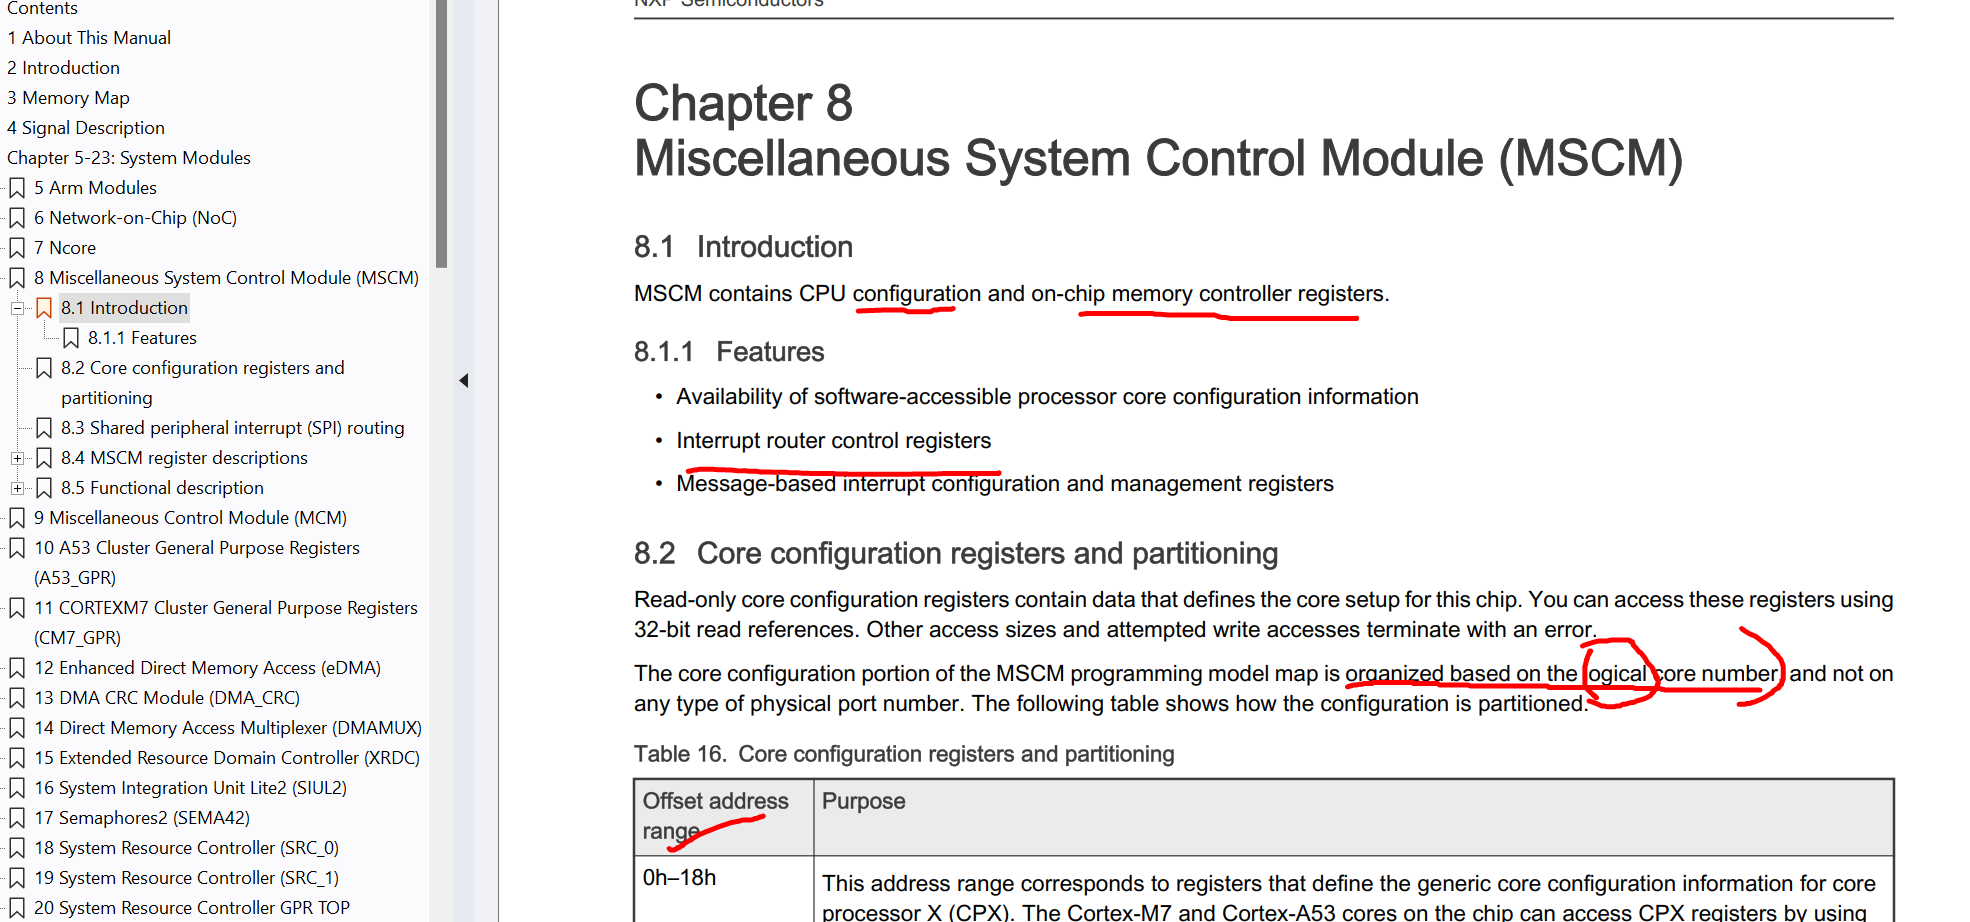 Contents
1 About This Manual
2 Introduction
3 Memory Map
4 Signal Description
Chapter 5-23: System Modules
5 Arm Modules
6 Network-on-Chip (NoC)
7 Ncore
8 Miscellaneous System Control Module (MSCM)
8.1 Introduction
8.1.1 Features
8.2 Core configuration registers and
partitioning
8.3 Shared peripheral interrupt (SPI) routing
8.4 MSCM register descriptions
8.5 Functional description
9 Miscellaneous Control Module (MCM)
10 A53 Cluster General Purpose Registers
(A53_GPR)
11 CORTEXM7 Cluster General Purpose Registers
(CM7_GPR)
12 Enhanced Direct Memory Access (eDMA)
13 DMA CRC Module (DMA_CRC)
14 Direct Memory Access Multiplexer (DMAMUX)
15 Extended Resource Domain Controller (XRDC)
16 System Integration Unit Lite2 (SIUL2)
17 Semaphores2 (SEMA42)
18 System Resource Controller (SRC_0)
19 System Resource Controller (SRC_1)
20 System Resource Controller GPR TOP
NXP Semiconductors
Chapter 8
Miscellaneous System Control Module (MSCM)
8.1 Introduction
MSCM contains CPU configuration and on-chip memory controller registers.
8.1.1 Features
• Availability of software-accessible processor core configuration information
• Interrupt router control registers
• Message-based interrupt configuration and management registers
8.2 Core configuration registers and partitioning
Read-only core configuration registers contain data that defines the core setup for this chip. You can access these registers using
32-bit read references. Other access sizes and attempted write accesses terminate with an error.
The core configuration portion of the MSCM programming model map is organized based on the logical core number, and not on
any type of physical port number. The following table shows how the configuration is partitioned.
Table 16. Core configuration registers and partitioning
Offset address
range
Purpose
0h–18h
This address range corresponds to registers that define the generic core configuration information for core
processor X (CPX). The Cortex-M7 and Cortex-A53 cores on the chip can access CPX registers by using